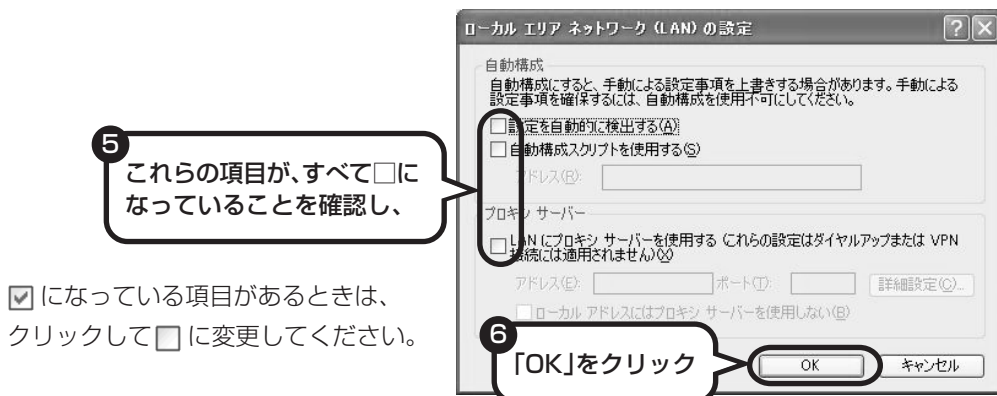 ローカル エリア ネットワーク (LAN) の設定
自動構成
自動構成にすると、手動による設定事項を上書きする場合があります。手動による
設定事項を確保するには、自動構成を使用不可にしてください。
□設定を自動的に検出する(A)
□自動構成スクリプトを使用する(S)
アドレス(R):
プロキシ サーバー
□LAN にプロキシ サーバーを使用する (これらの設定はダイヤルアップまたは VPN
接続には適用されません)(X)
アドレス(E): ポート(T): 詳細設定(C)...
□ローカル アドレスにはプロキシ サーバーを使用しない(B)
OK キャンセル
5
これらの項目が、すべて□に
なっていることを確認し、
☑ になっている項目があるときは、
クリックして□ に変更してください。
6
「OK」をクリック